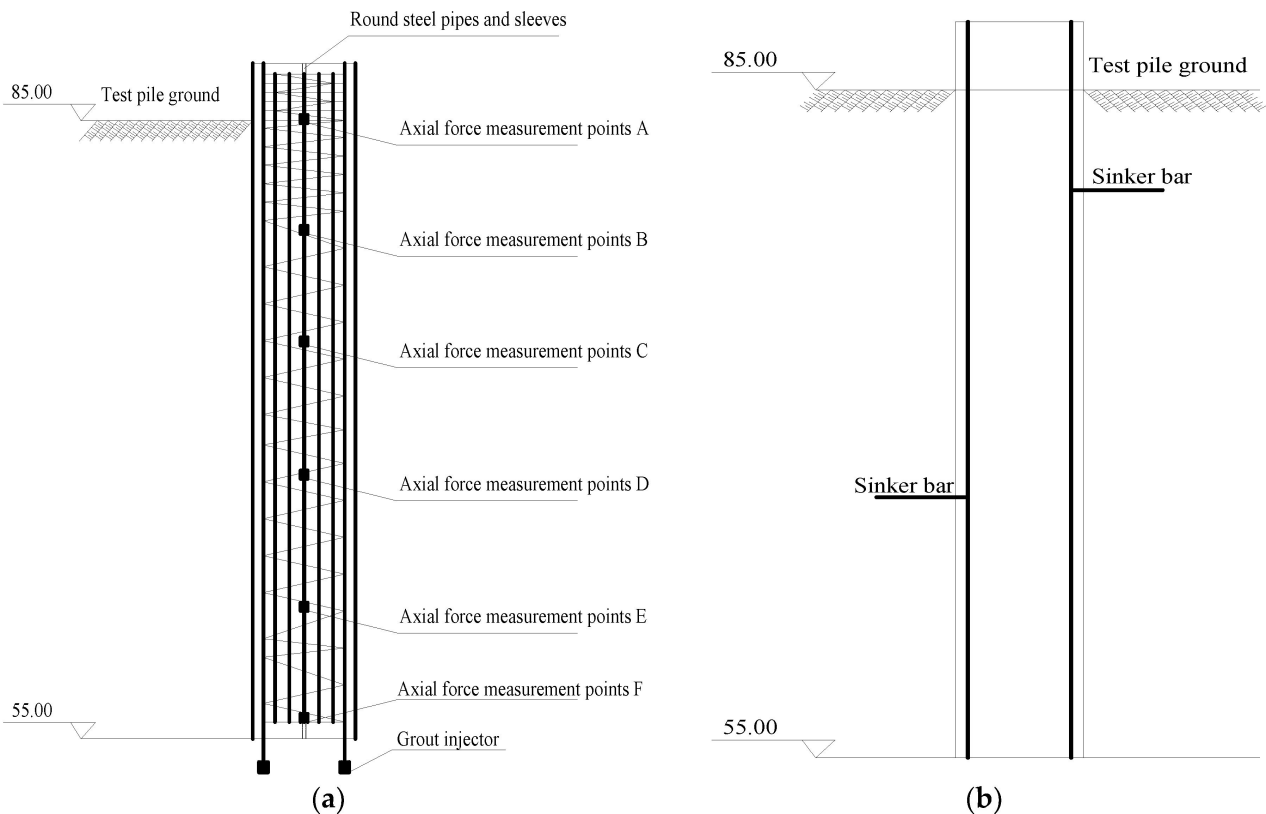 Round steel pipes and sleeves
85.00
Test pile ground
Axial force measurement points A
Axial force measurement points B
Axial force measurement points C
Axial force measurement points D
Axial force measurement points E
Axial force measurement points F
55.00
Grout injector
(a)
85.00
Test pile ground
Sinker bar
Sinker bar
55.00
(b)